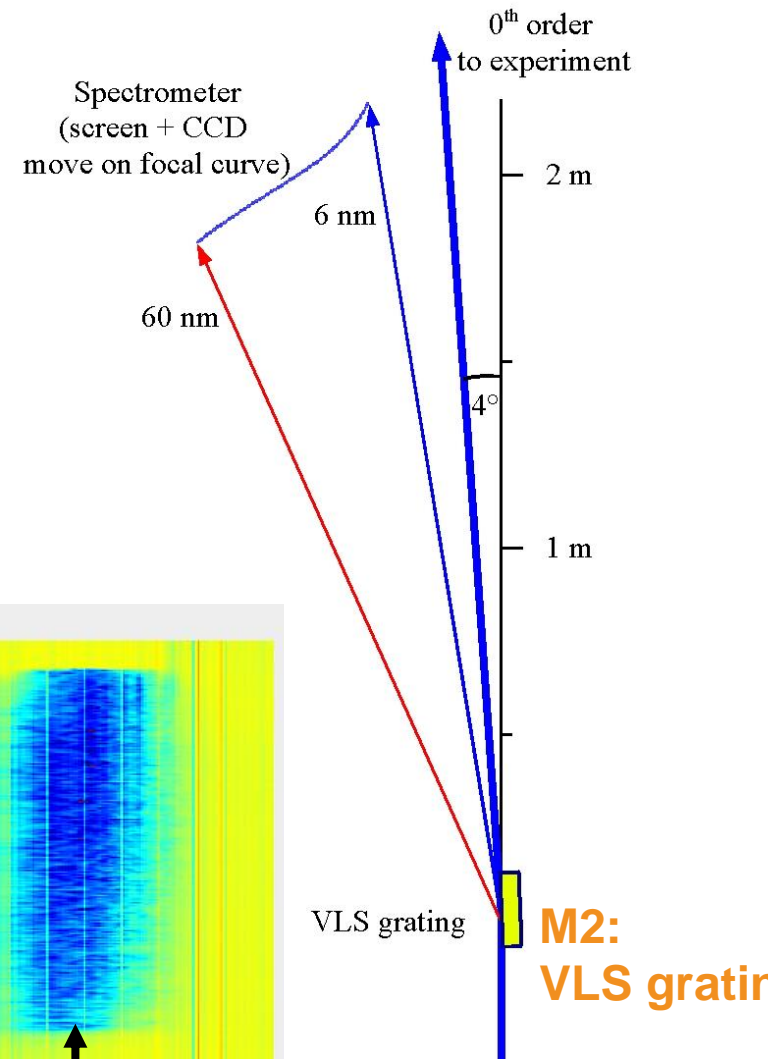 0th order
to experiment
Spectrometer
(screen + CCD
move on focal curve)
2 m
6 nm
60 nm
4°
1 m
VLS grating
M2:
VLS gratin